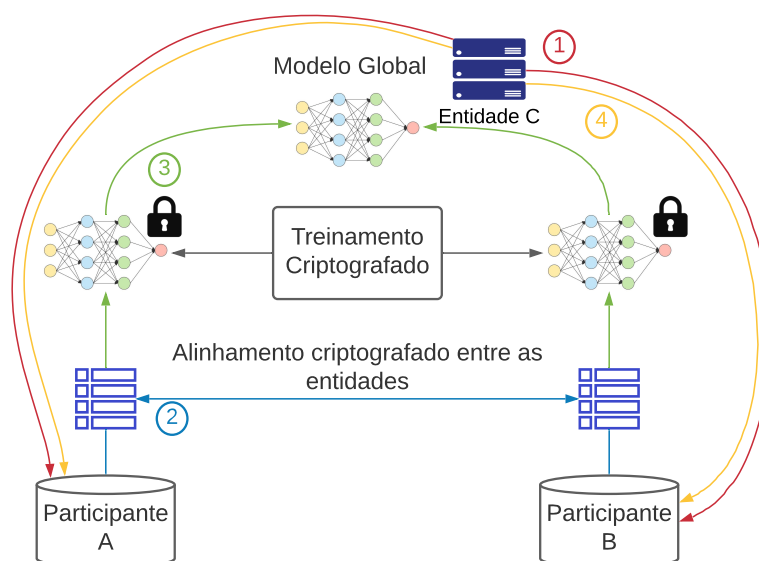 1
Modelo Global
Entidade C
4
3
Treinamento
Criptografado
Alinhamento criptografado entre as
entidades
2
Participante
A
Participante
B